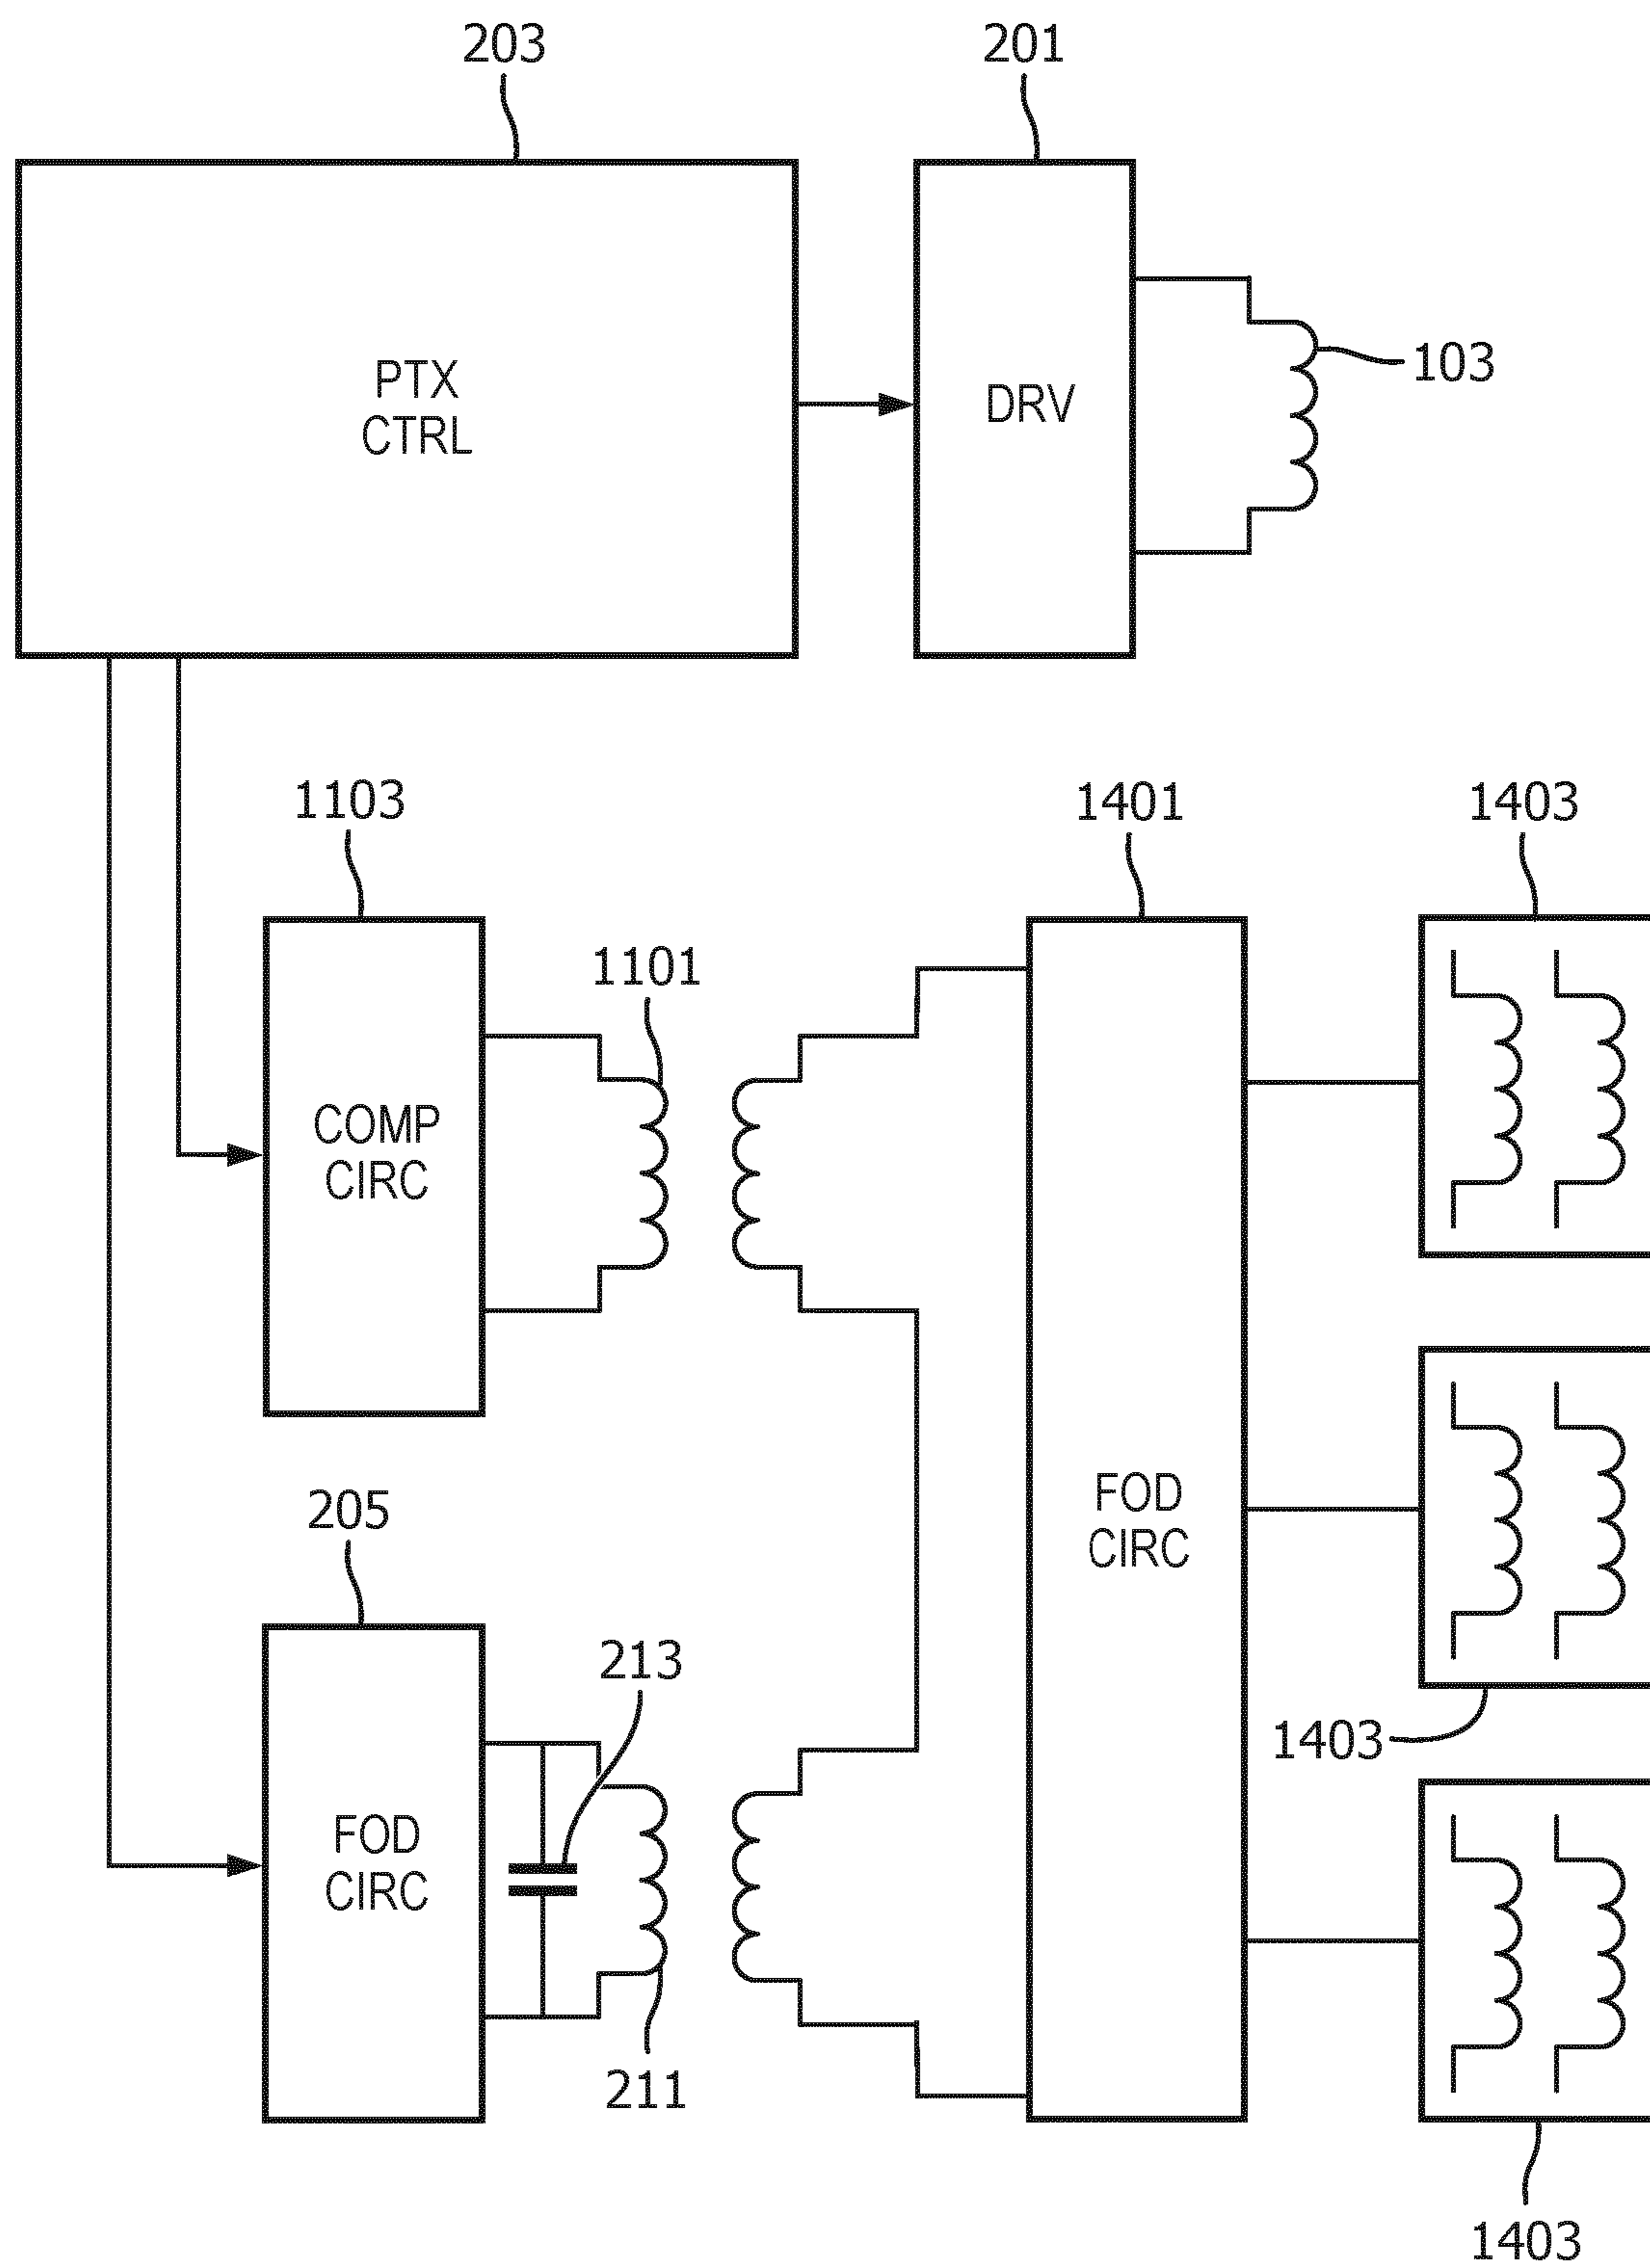 203
201
PTX
CTRL
DRV
103
1103
1401
1403
1101
COMP
CIRC
205
FOD
CIRC
213
1403
FOD
CIRC
211
1403